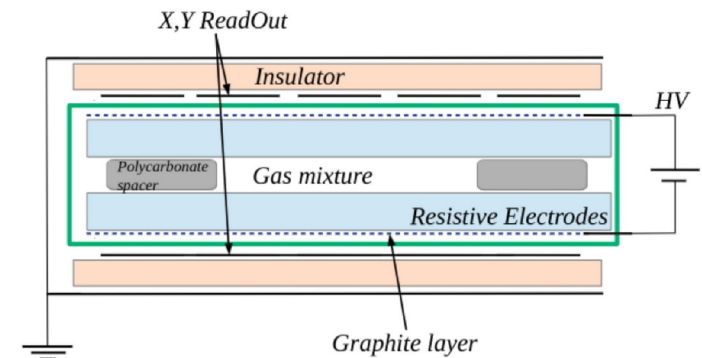 X,Y ReadOut
Insulator
HV
Polycarbonate
spacer
Gas mixture
Resistive Electrodes
Graphite layer